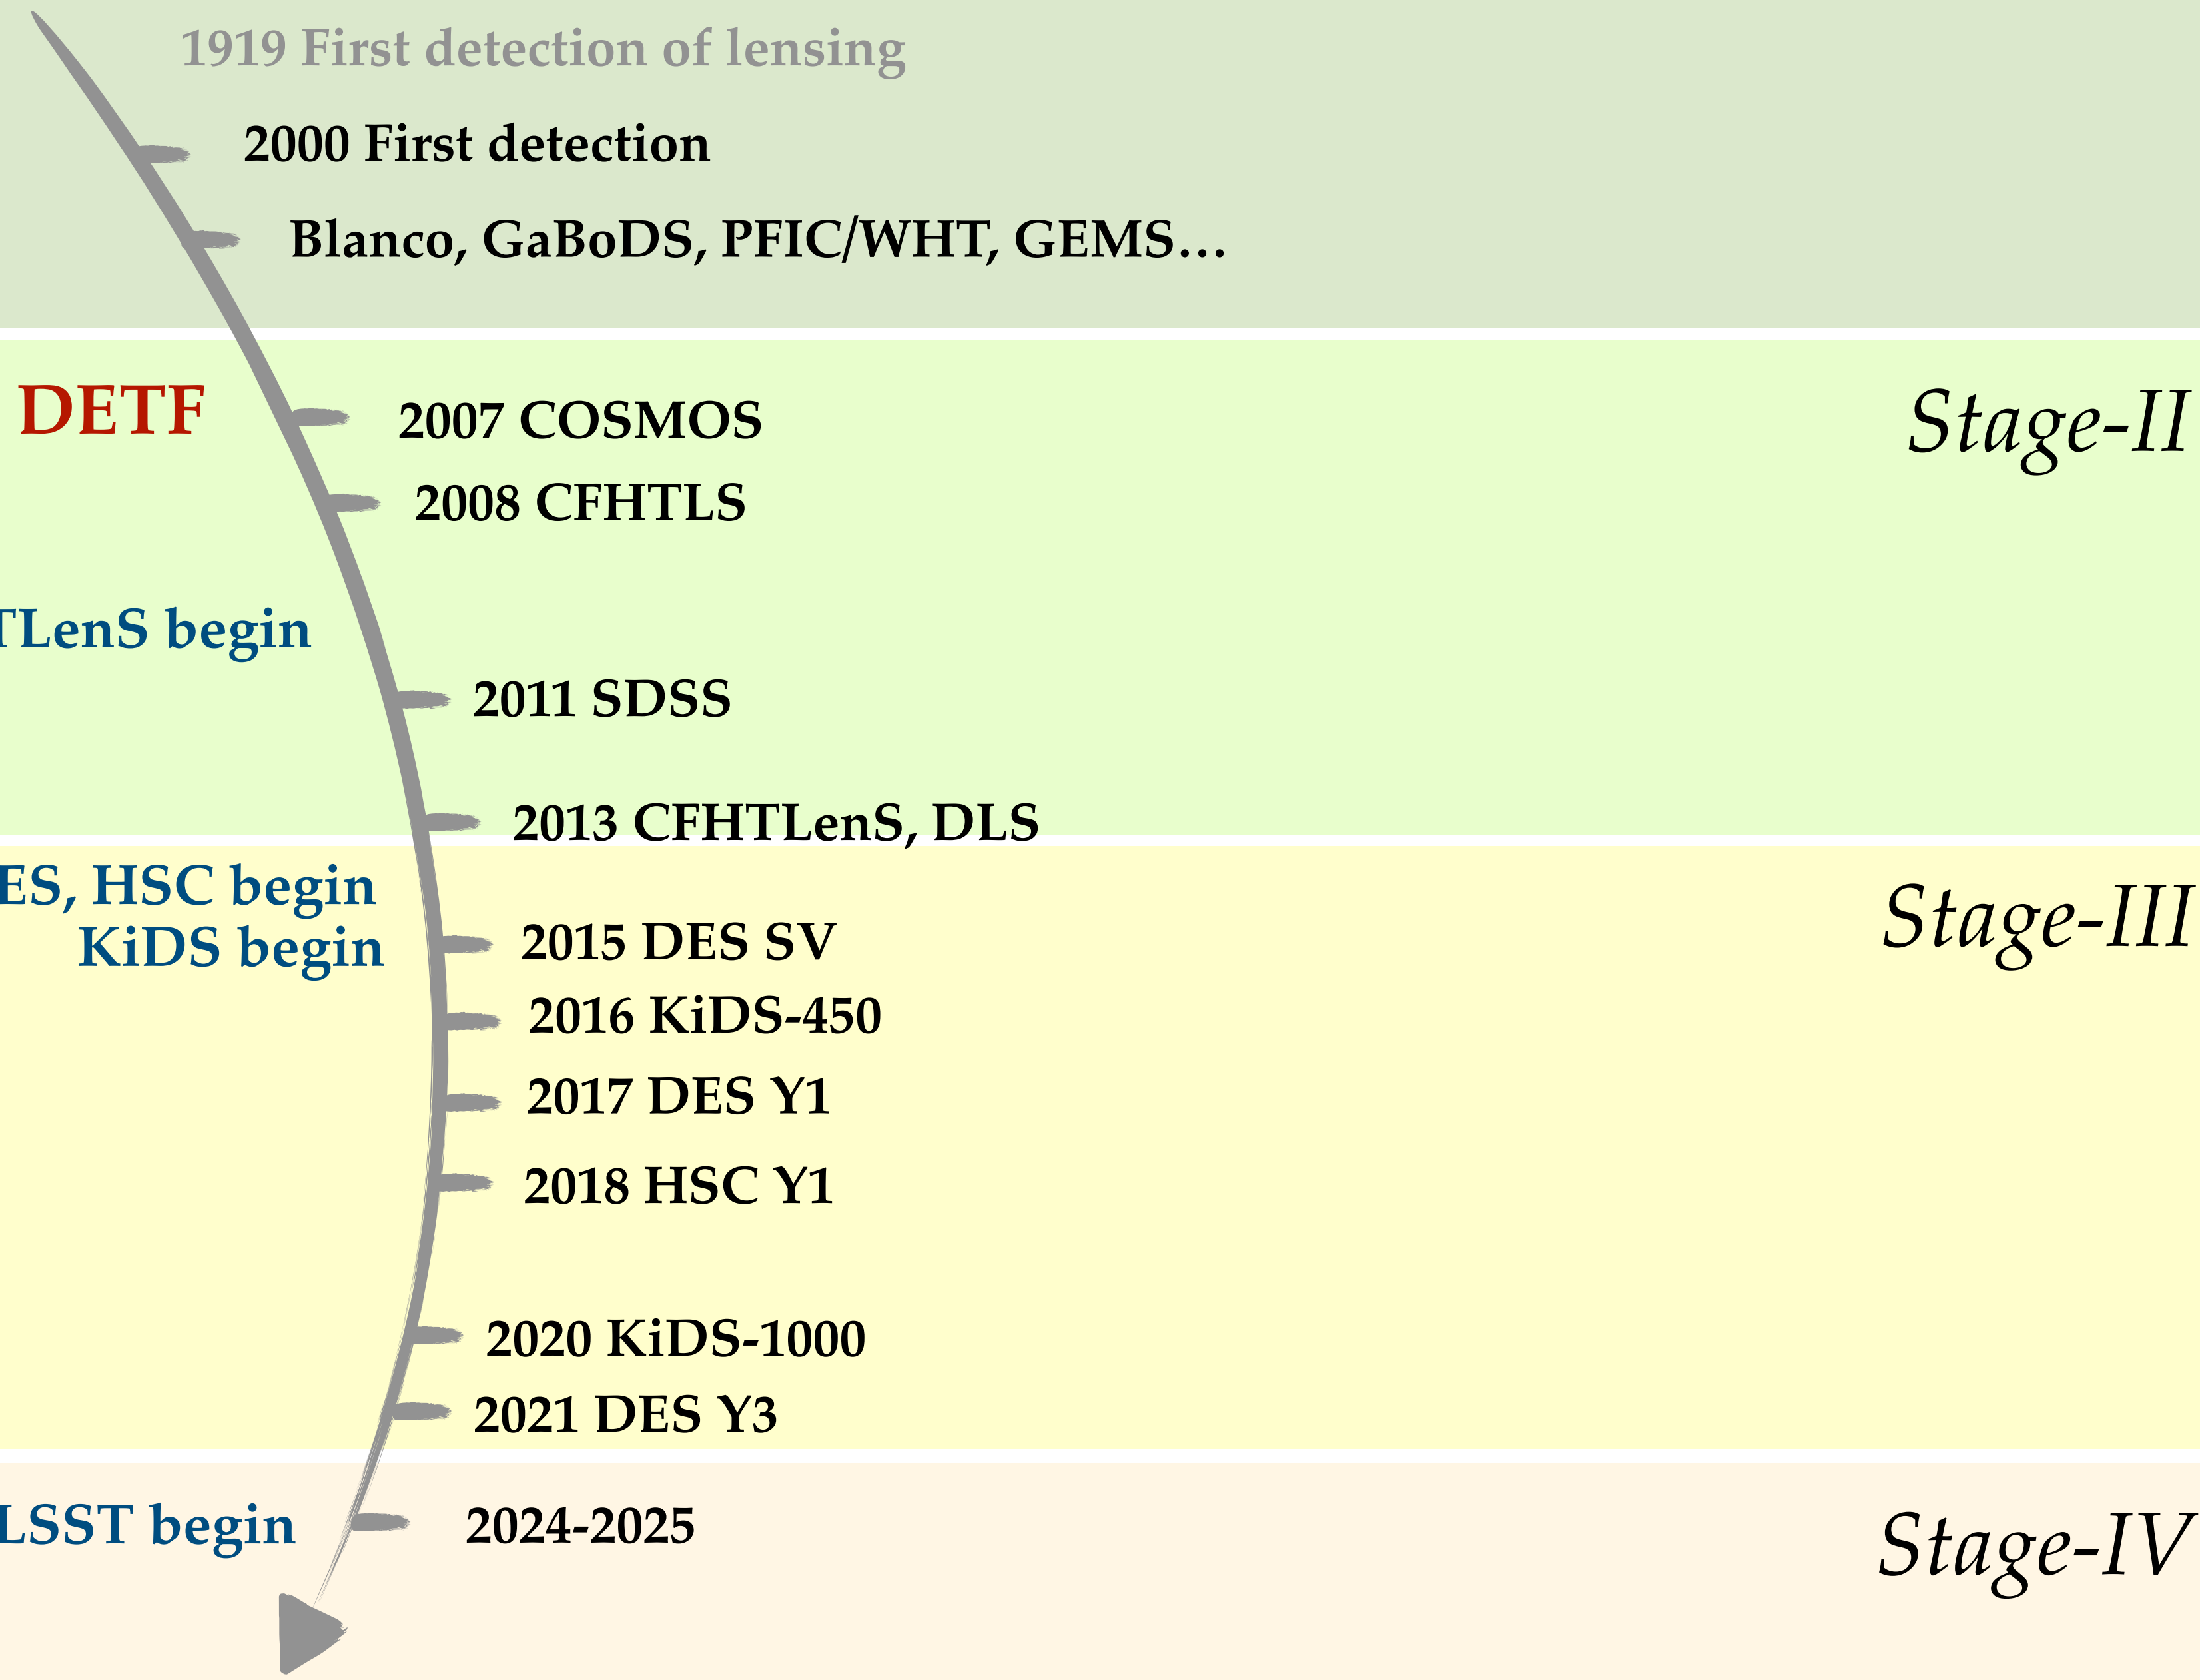 1919 First detection of lensing
2000 First detection
Blanco, GaBoDS, PFIC/WHT, GEMS…
DETF
2007 COSMOS
Stage-II
2008 CFHTLS
TLenS begin
2011 SDSS
2013 CFHTLenS, DLS
ES, HSC begin
Stage-III
KiDS begin
2015 DES SV
2016 KiDS-450
2017 DES Y1
2018 HSC Y1
2020 KiDS-1000
2021 DES Y3
LSST begin
2024-2025
Stage-IV